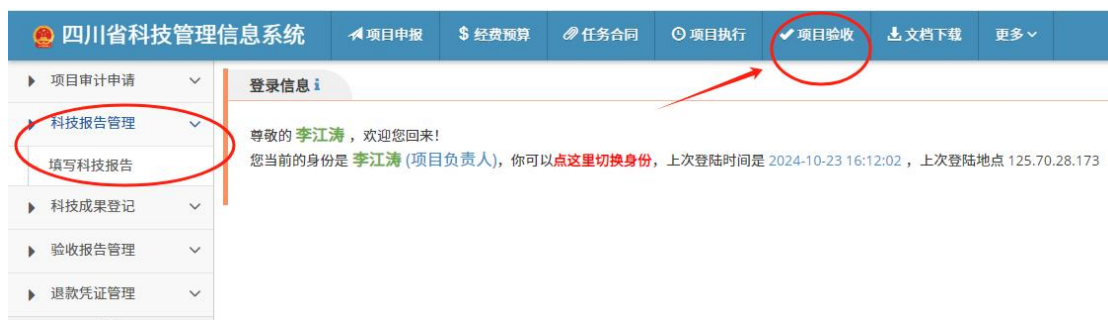 四川省科技管理信息系统 项目申报 $ 经费预算 任务合同 项目执行 项目验收 文档下载 更多
项目审计申请
科技报告管理
填写科技报告
科技成果登记
验收报告管理
退款凭证管理
登录信息 i
尊敬的 李江涛 ，欢迎您回来！
您当前的身份是 李江涛 (项目负责人)，你可以点这里切换身份，上次登陆时间是 2024-10-23 16:12:02 ，上次登陆地点 125.70.28.173